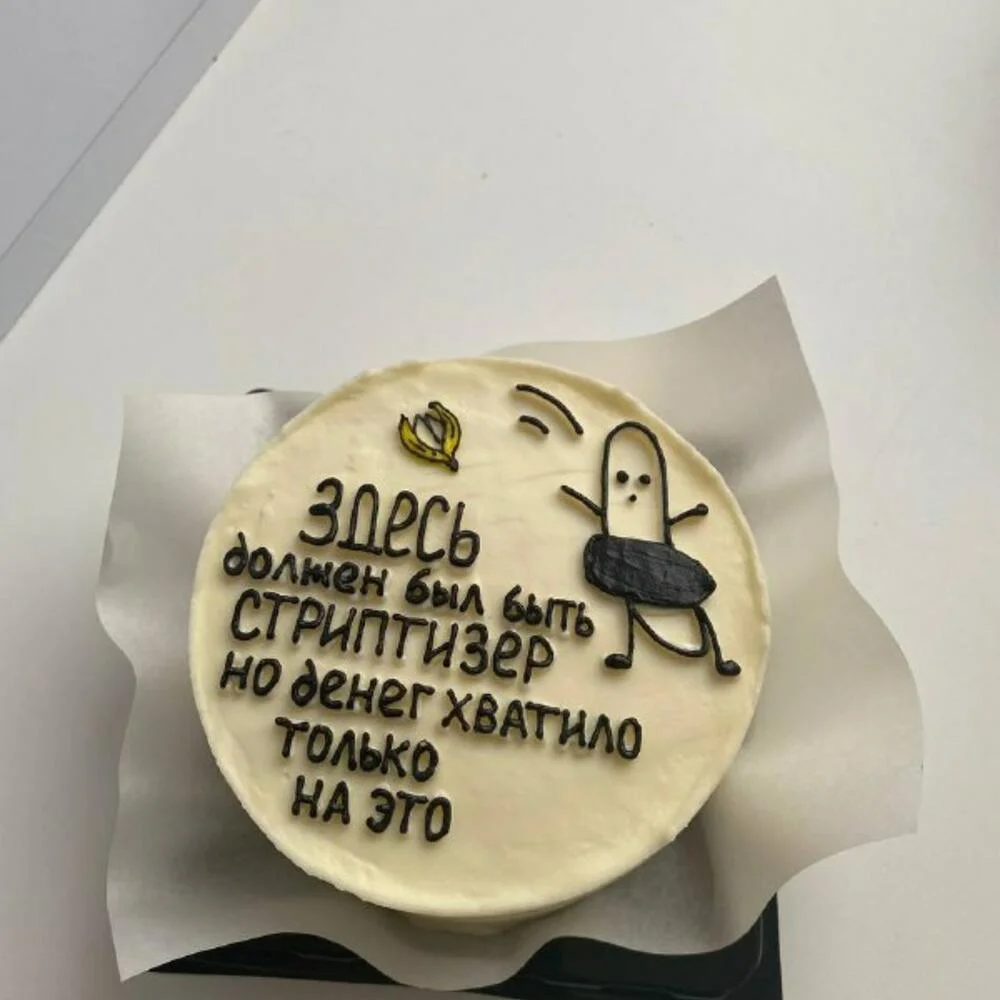 ЗДЕСЬ
должен был быть
СТРИПТИЗЕР
НО денег ХВАТИЛО
ТОЛЬКО
НА ЭТО